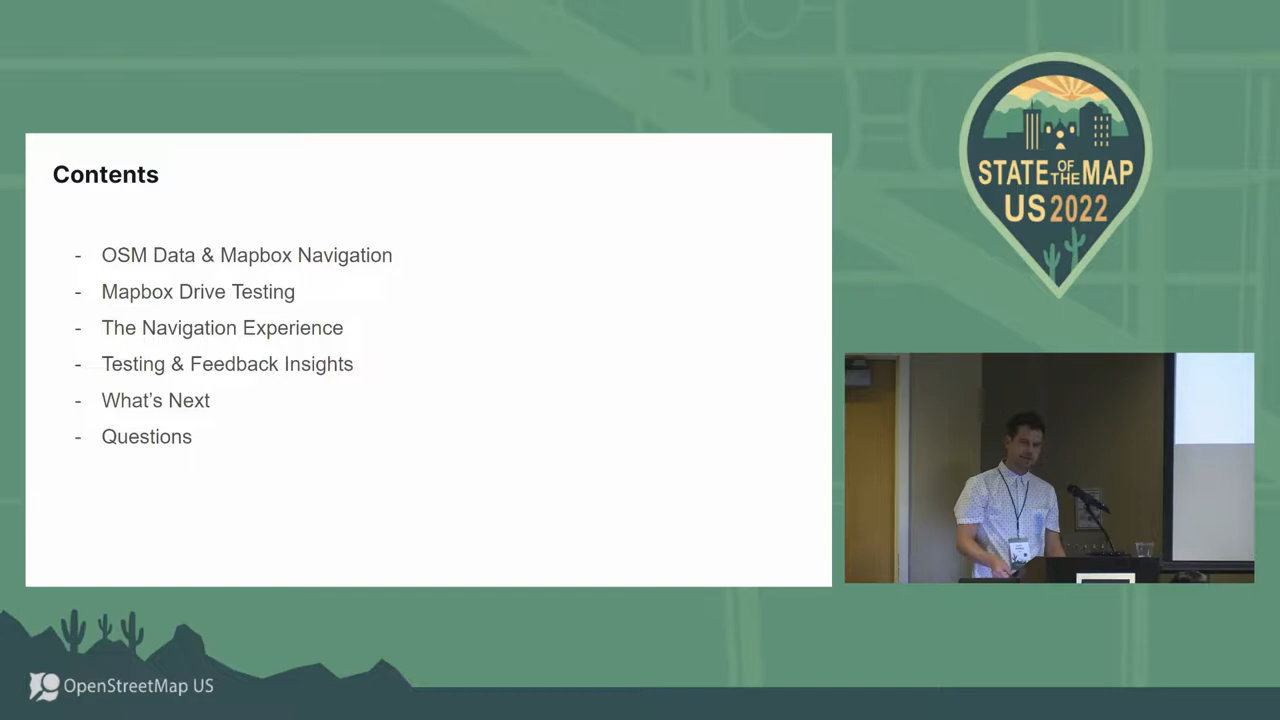 Contents
- OSM Data & Mapbox Navigation
- Mapbox Drive Testing
- The Navigation Experience
- Testing & Feedback Insights
- What's Next
- Questions
STATE OF THE MAP
US 2022
OpenStreetMap US